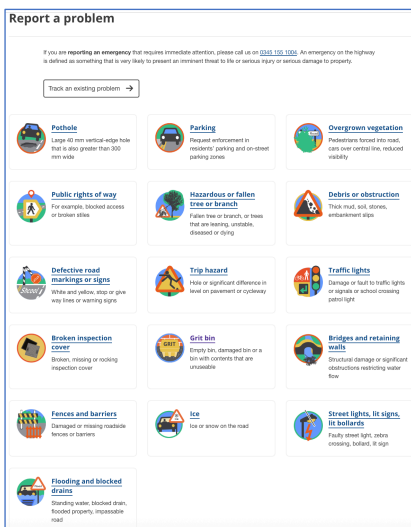 Report a problem
If you are reporting an emergency that requires immediate attention, please call us on 0345 155 1004. An emergency on the highway
is defined as something that is very likely to present an imminent threat to life or serious injury or serious damage to property.
Track an existing problem →
Pothole
Large 40 mm vertical-edge hole
that is also greater than 300
mm wide
Parking
Request enforcement in
residents' parking and on-street
parking zones
Overgrown vegetation
Pedestrians forced into road,
cars over central line, reduced
visibility
Public rights of way
For example, blocked access
or broken stiles
Hazardous or fallen
tree or branch
Fallen tree or branch, or trees
that are leaning, unstable,
diseased or dying
Debris or obstruction
Thick mud, soil, stones,
embankment slips
Defective road
markings or signs
White and yellow, stop or give
way lines or warning signs
Trip hazard
Hole or significant difference in
level on pavement or cycleway
Traffic lights
Damage or fault to traffic lights
or signals or school crossing
patrol light
Broken inspection
cover
Broken, missing or rocking
inspection cover
GRIT
Grit bin
Empty bin, damaged bin or a
bin with contents that are
unuseable
Bridges and retaining
walls
Structural damage or significant
obstructions restricting water
flow
Fences and barriers
Damaged or missing roadside
fences or barriers
Ice
Ice or snow on the road
Street lights, lit signs,
lit bollards
Faulty street light, zebra
crossing, bollard, lit sign
Flooding and blocked
drains
Standing water, blocked drain,
flooded property, impassable
road